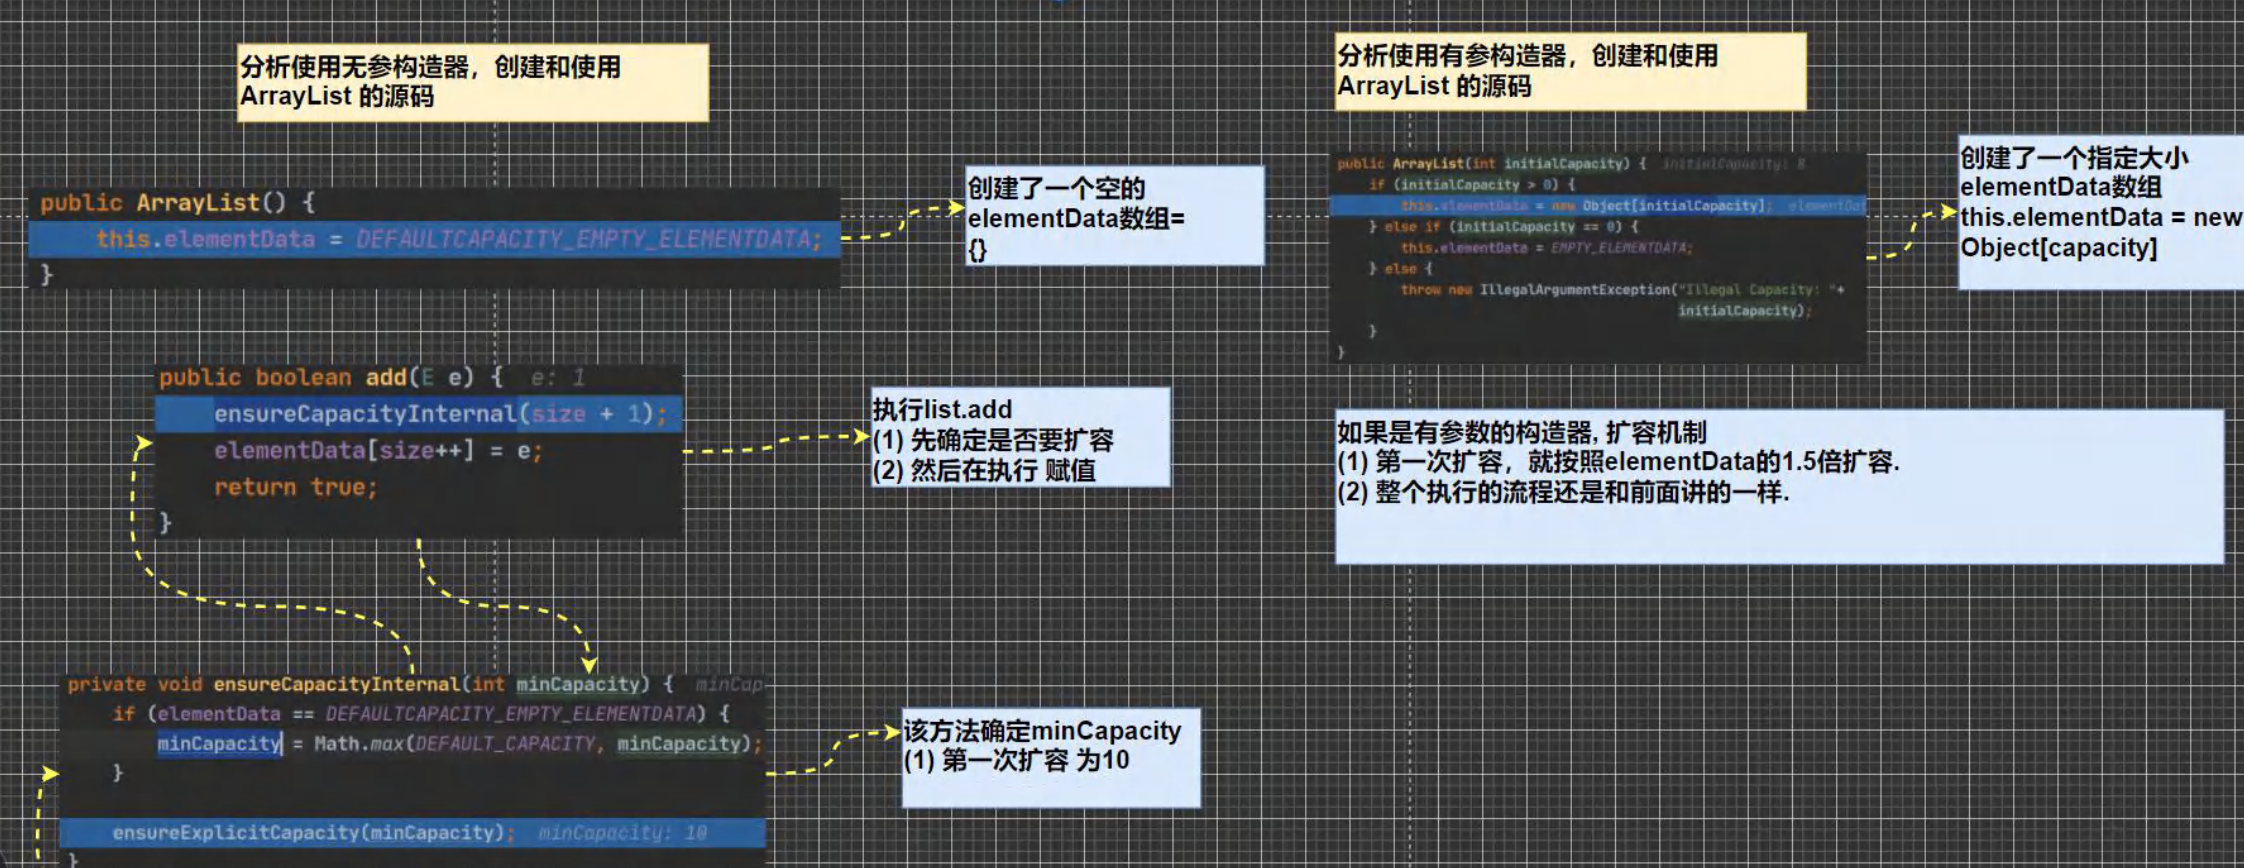 分析使用无参构造器，创建和使用
ArrayList 的源码
public ArrayList() {
this.elementData = DEFAULTCAPACITY_EMPTY_ELEMENTDATA;
}
创建了一个空的
elementData数组=
{}
public boolean add(E e) { e: 1
ensureCapacityInternal(size + 1);
elementData[size++] = e;
return true;
}
执行list.add
(1) 先确定是否要扩容
(2) 然后在执行 赋值
private void ensureCapacityInternal(int minCapacity) { minCap
if (elementData == DEFAULTCAPACITY_EMPTY_ELEMENTDATA) {
minCapacity = Math.max(DEFAULT_CAPACITY, minCapacity);
}
ensureExplicitCapacity(minCapacity); minCapacity: 10
}
该方法确定minCapacity
(1) 第一次扩容 为10
分析使用有参构造器，创建和使用
ArrayList 的源码
public ArrayList(int initialCapacity) { initialCapacity: 8
if (initialCapacity > 0) {
this.elementData = new Object[initialCapacity]; elementDat
} else if (initialCapacity == 0) {
this.elementData = EMPTY_ELEMENTDATA;
} else {
throw new IllegalArgumentException("Illegal Capacity: "+
initialCapacity);
}
}
创建了一个指定大小
elementData数组
this.elementData = new
Object[capacity]
如果是有参数的构造器, 扩容机制
(1) 第一次扩容，就按照elementData的1.5倍扩容.
(2) 整个执行的流程还是和前面讲的一样.